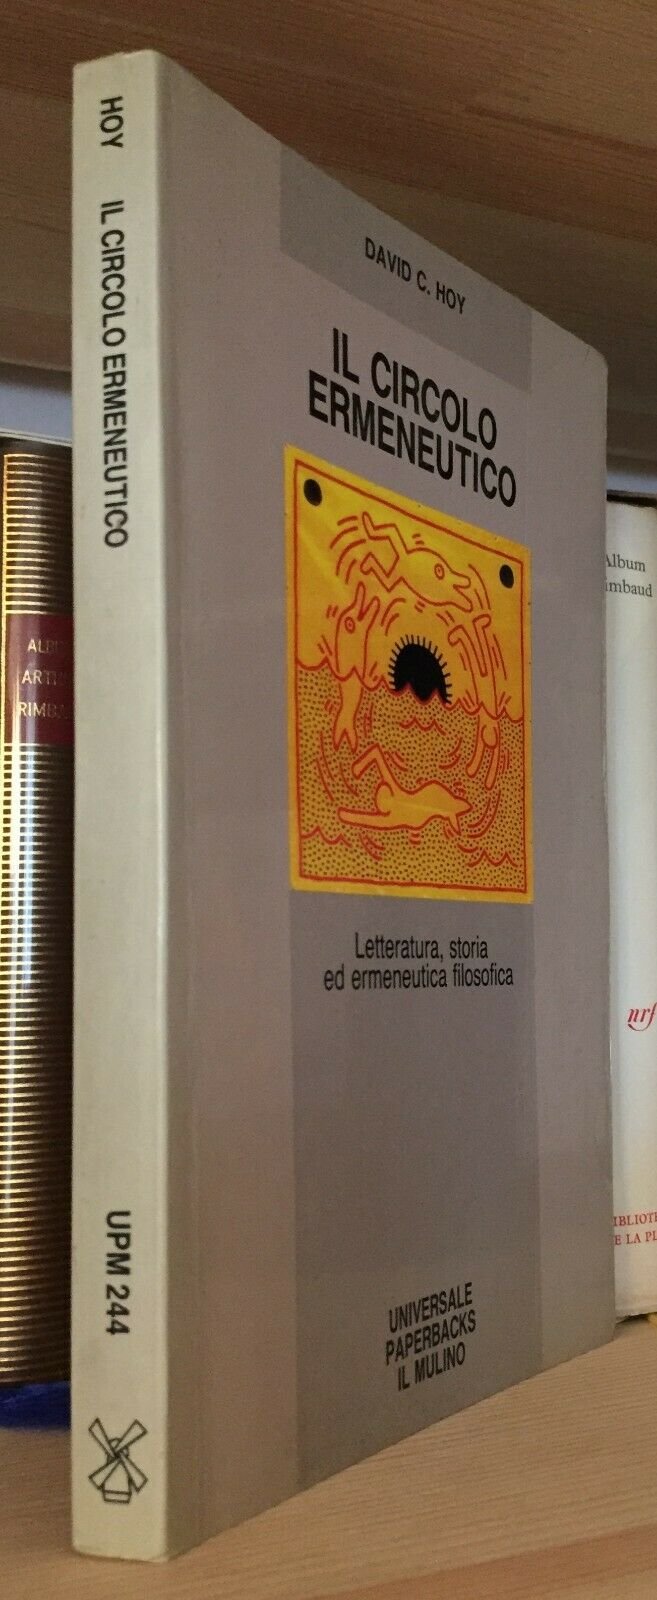 HOY IL CIRCOLO ERMENEUTICO
UPM 244
DAVID C. HOY
IL CIRCOLO
ERMENEUTICO
Letteratura, storia
ed ermeneutica filosofica
UNIVERSALE
PAPERBACKS
IL MULINO
Album
nrf
E LA